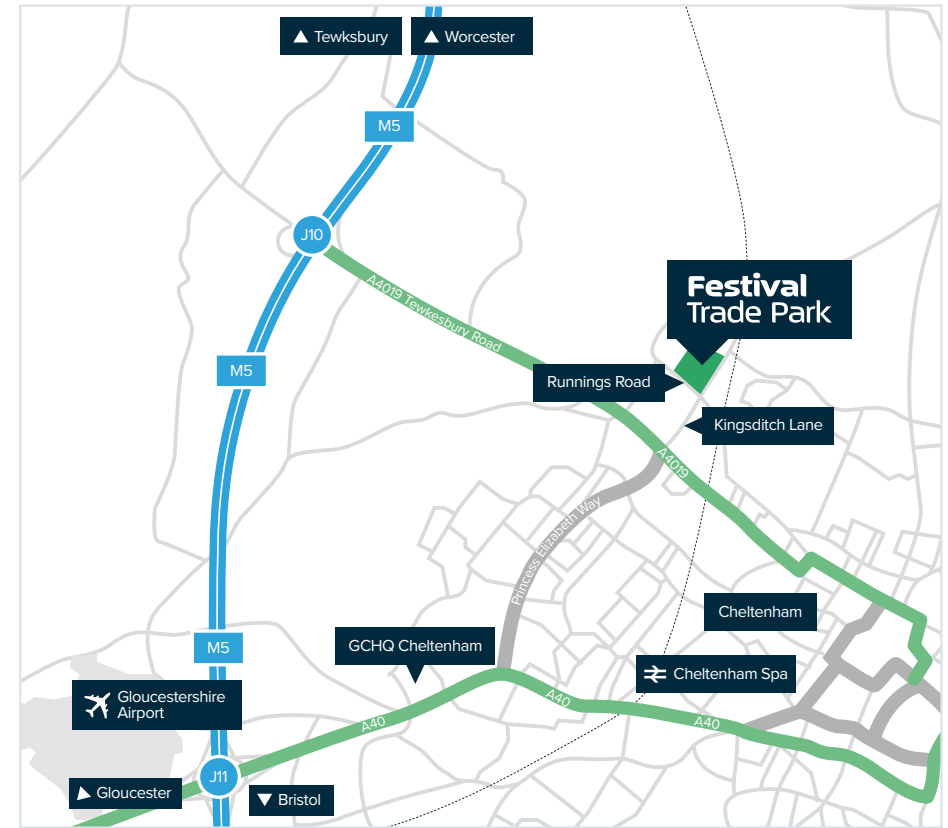 Tewksbury
Worcester
M5
J10
A4019 Tewkesbury Road
Festival
Trade Park
M5
Runnings Road
Kingsditch Lane
A4019
Princess Elizabeth Way
Cheltenham
M5
GCHQ Cheltenham
Cheltenham Spa
Gloucestershire
Airport
A40
A40
A40
J11
Gloucester
Bristol